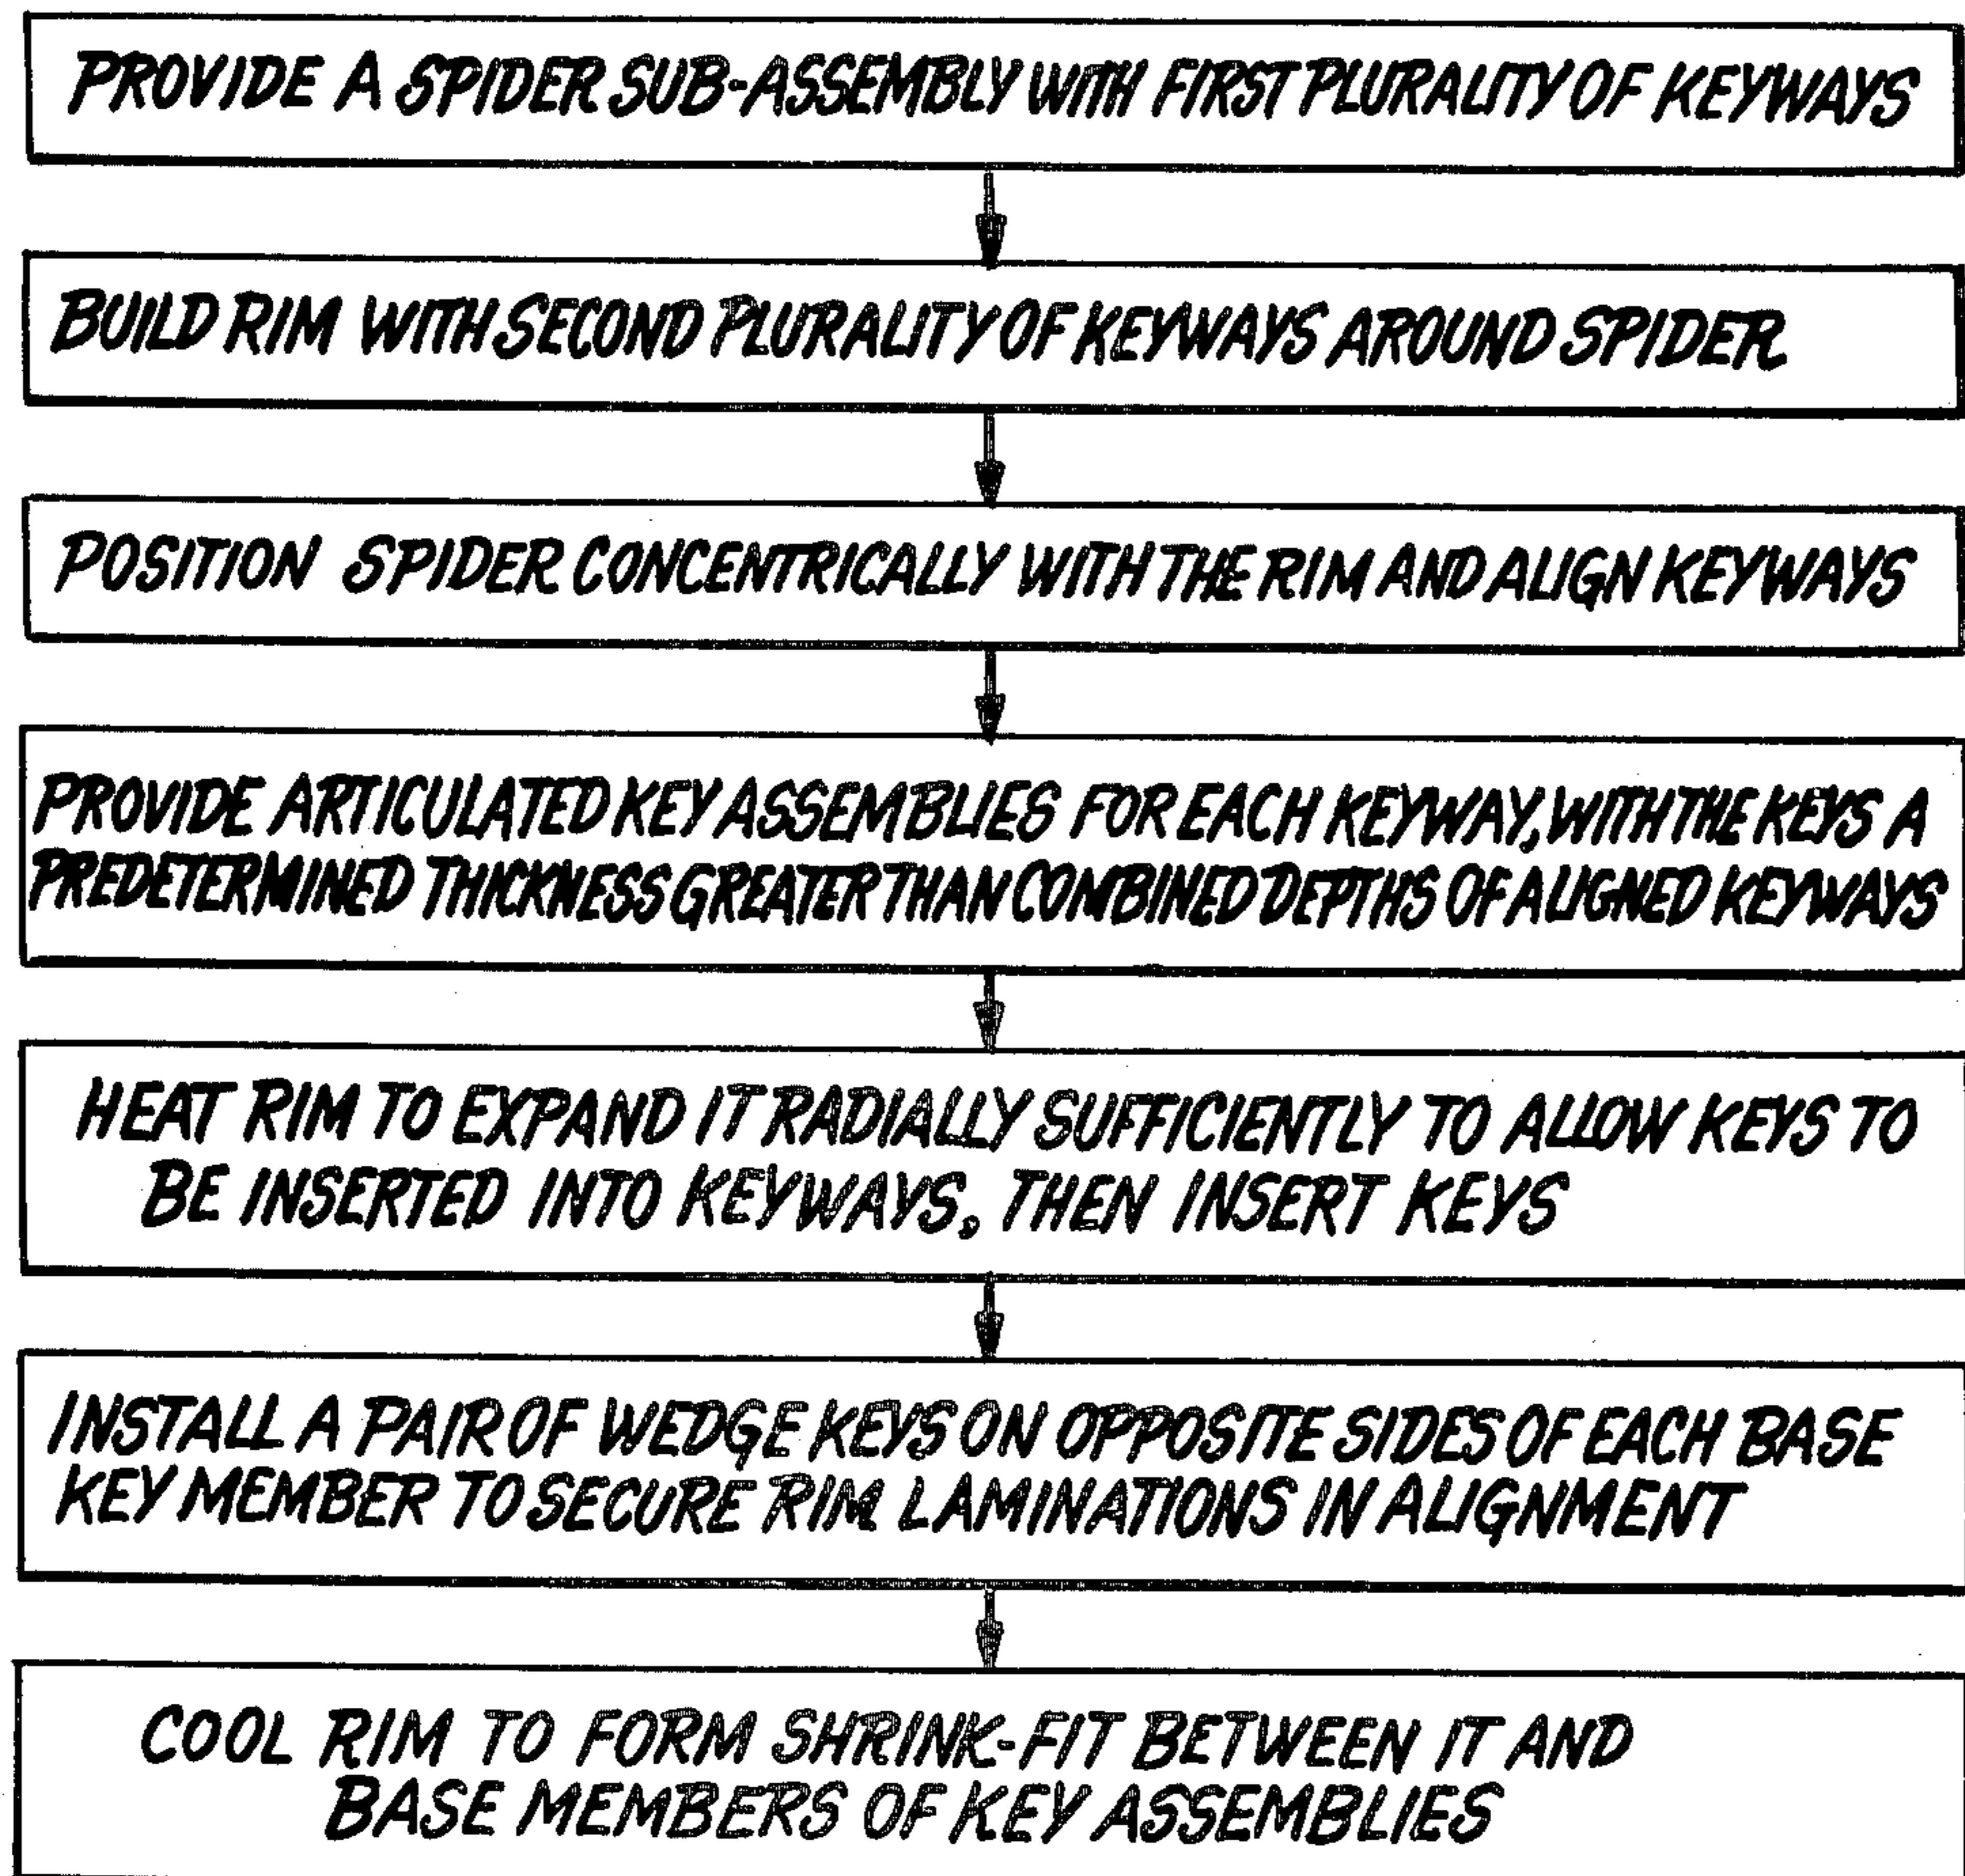 PROVIDE A SPIDER SUB-ASSEMBLY WITH FIRST PLURALITY OF KEYWAYS
BUILD RIM WITH SECOND PLURALITY OF KEYWAYS AROUND SPIDER
POSITION SPIDER CONCENTRICALLY WITH THE RIM AND ALIGN KEYWAYS
PROVIDE ARTICULATED KEY ASSEMBLIES FOR EACH KEYWAY, WITH THE KEYS A
PREDETERMINED THICKNESS GREATER THAN COMBINED DEPTHS OF ALIGNED KEYWAYS
HEAT RIM TO EXPAND IT RADIALLY SUFFICIENTLY TO ALLOW KEYS TO
BE INSERTED INTO KEYWAYS. THEN INSERT KEYS
INSTALL A PAIR OF WEDGE KEYS ON OPPOSITE SIDES OF EACH BASE
KEY MEMBER TO SECURE RIM LAMINATIONS IN ALIGNMENT
COOL RIM TO FORM SHRINK-FIT BETWEEN IT AND
BASE MEMBERS OF KEY ASSEMBLIES